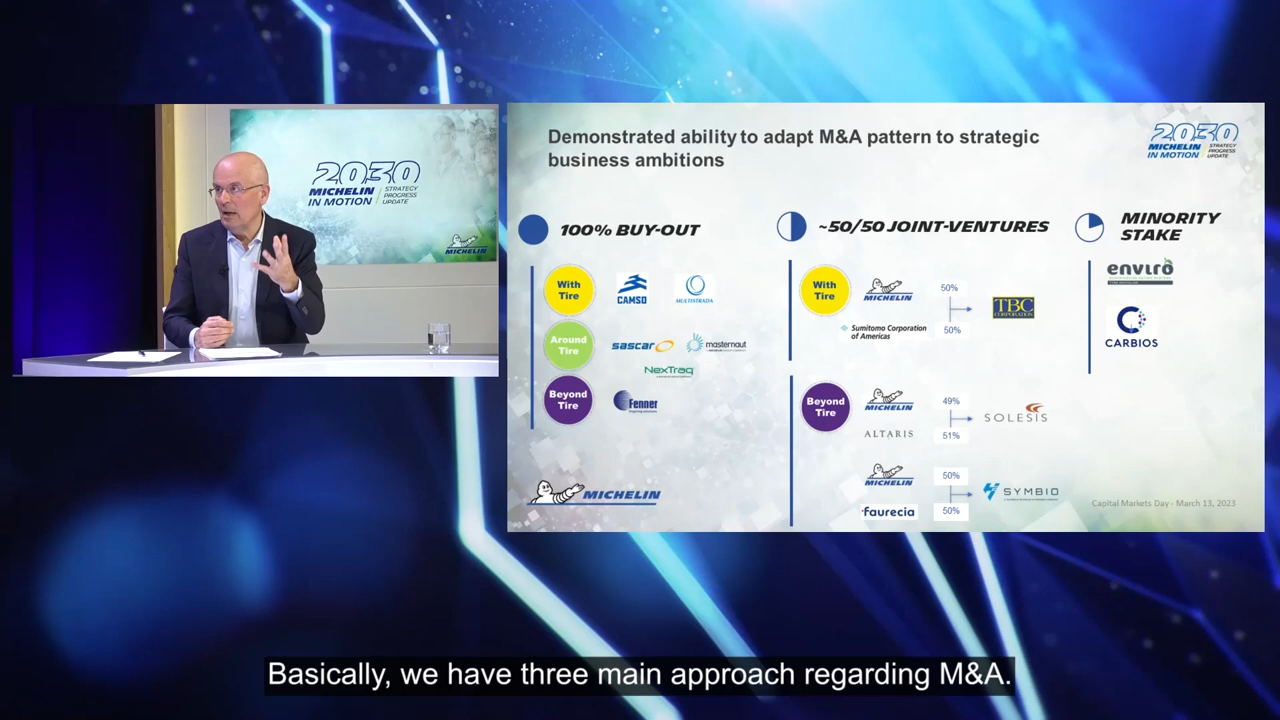 2030
MICHELIN
IN MOTION
STRATEGY
PROGRESS
UPDATE
MICHELIN
Demonstrated ability to adapt M&A pattern to strategic
business ambitions
2030
MICHELIN
IN MOTION
STRATEGY
PROGRESS
UPDATE
100% BUY-OUT
With
Tire
CAMSO
MULTISTRADA
Around
Tire
sascar
masternaut
NexTraq
Beyond
Tire
Fenner
MICHELIN
~50/50 JOINT-VENTURES
With
Tire
MICHELIN
50%
TBC
CORPORATION
Sumitomo Corporation
of Americas
50%
Beyond
Tire
MICHELIN
49%
SOLESIS
ALTARIS
51%
MICHELIN
50%
SYMBIO
faurecia
50%
MINORITY
STAKE
enviro
CARBIOS
Capital Markets Day - March 13, 2023
Basically, we have three main approach regarding M&A.